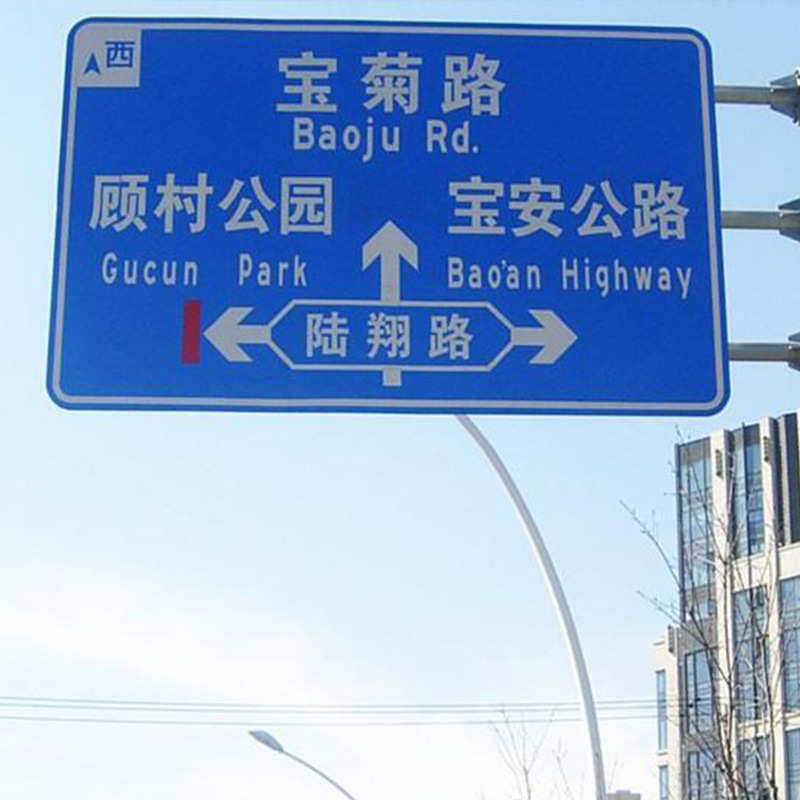 西
宝菊路
Baoju Rd.
顾村公园
宝安公路
Gucun Park
Bao'an Highway
陆翔路